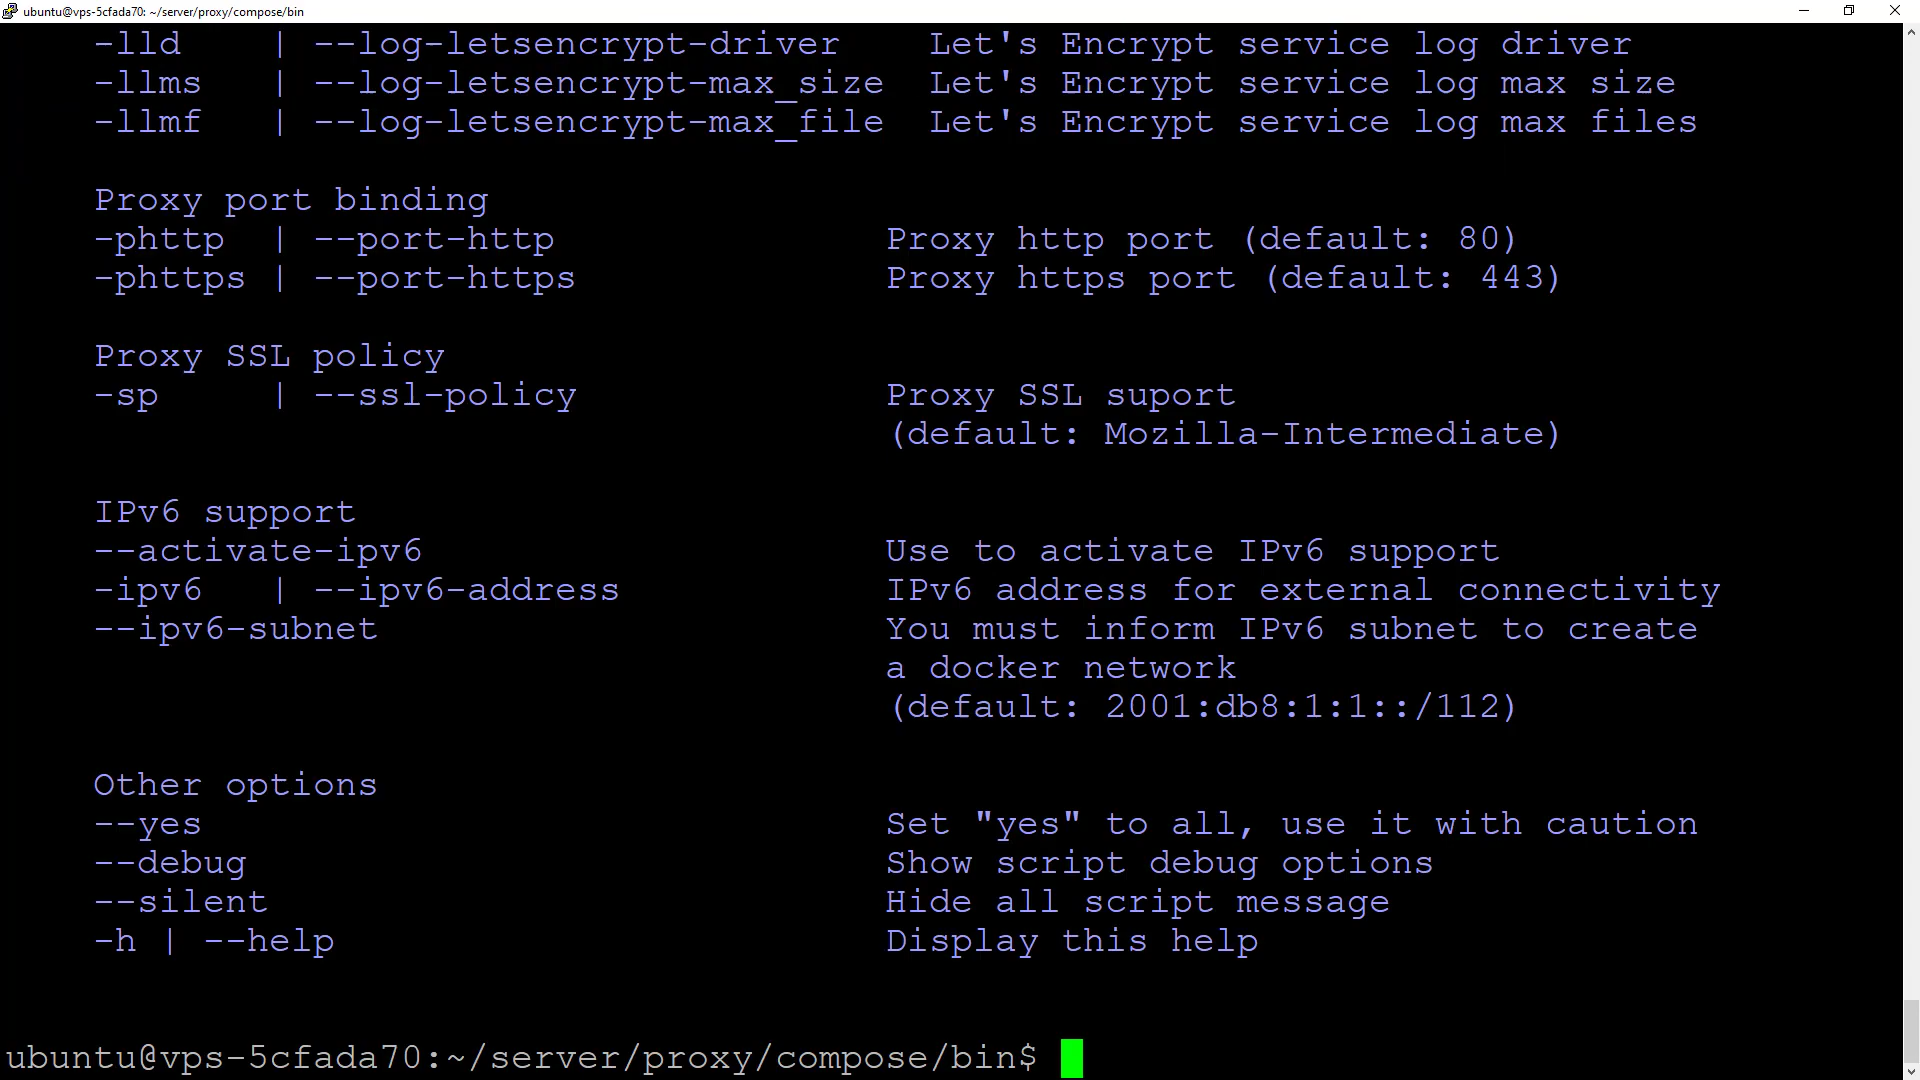 ubuntu@vps-5cfada70: ~/server/proxy/compose/bin
-lld | --log-letsencrypt-driver Let's Encrypt service log driver
-llms | --log-letsencrypt-max_size Let's Encrypt service log max size
-llmf | --log-letsencrypt-max_file Let's Encrypt service log max files
Proxy port binding
-phttp | --port-http Proxy http port (default: 80)
-phttps | --port-https Proxy https port (default: 443)
Proxy SSL policy
-sp | --ssl-policy Proxy SSL suport
(default: Mozilla-Intermediate)
IPv6 support
--activate-ipv6 Use to activate IPv6 support
-ipv6 | --ipv6-address IPv6 address for external connectivity
--ipv6-subnet You must inform IPv6 subnet to create
a docker network
(default: 2001:db8:1:1::/112)
Other options
--yes Set "yes" to all, use it with caution
--debug Show script debug options
--silent Hide all script message
-h | --help Display this help
ubuntu@vps-5cfada70:~/server/proxy/compose/bin$